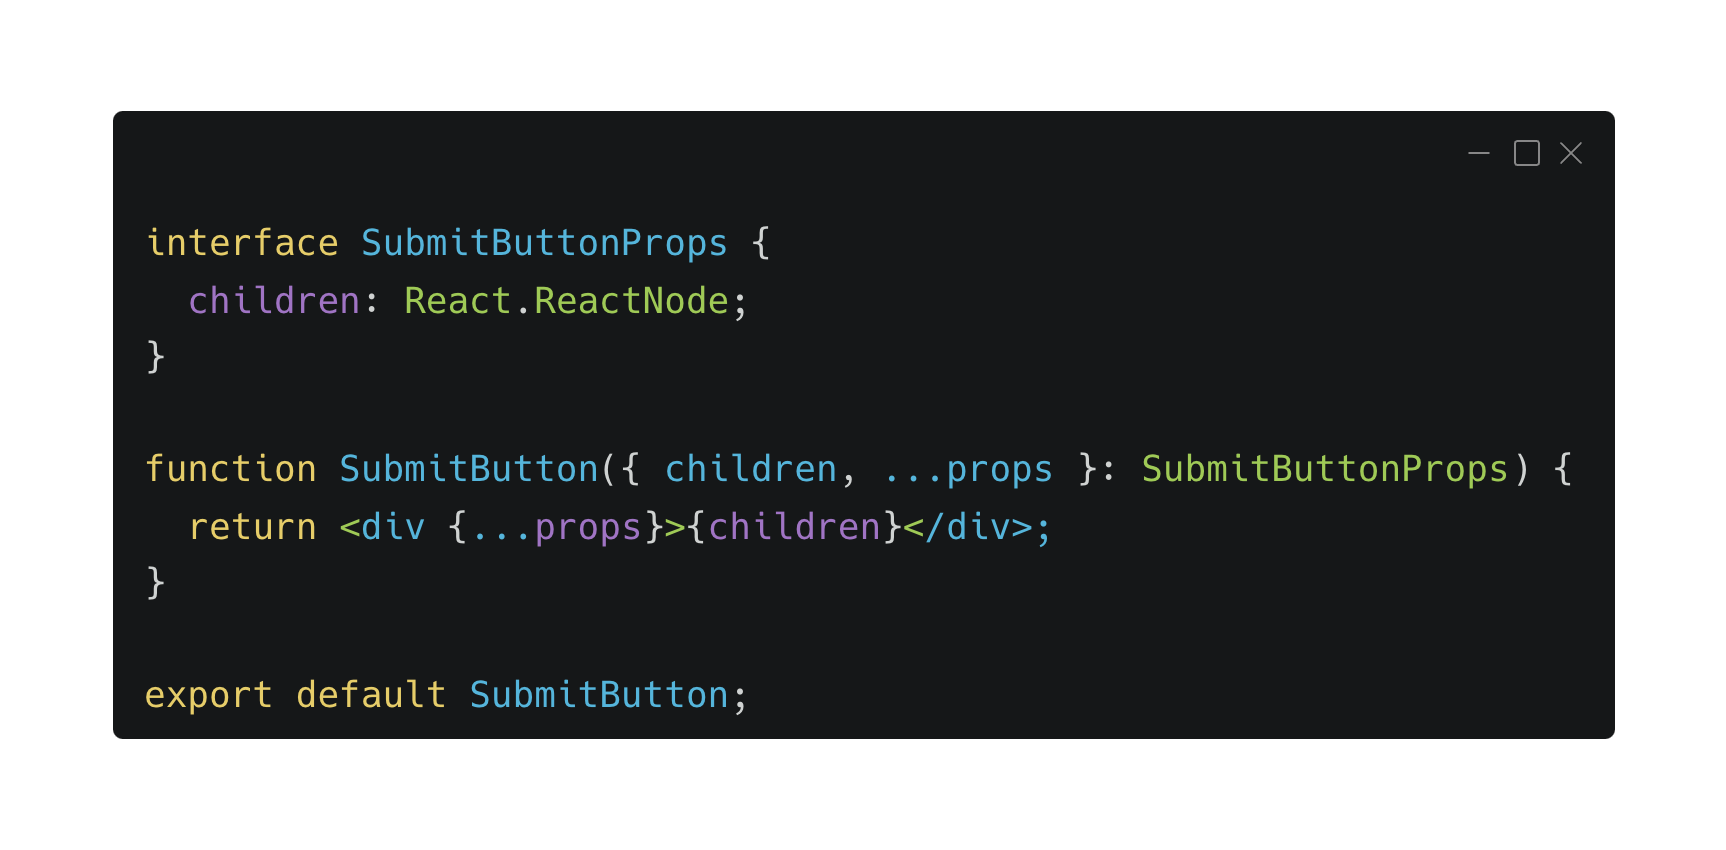 interface SubmitButtonProps {
  children: React.ReactNode;
}

function SubmitButton({ children, ...props }: SubmitButtonProps) {
  return <div {...props}>{children}</div>;
}

export default SubmitButton;